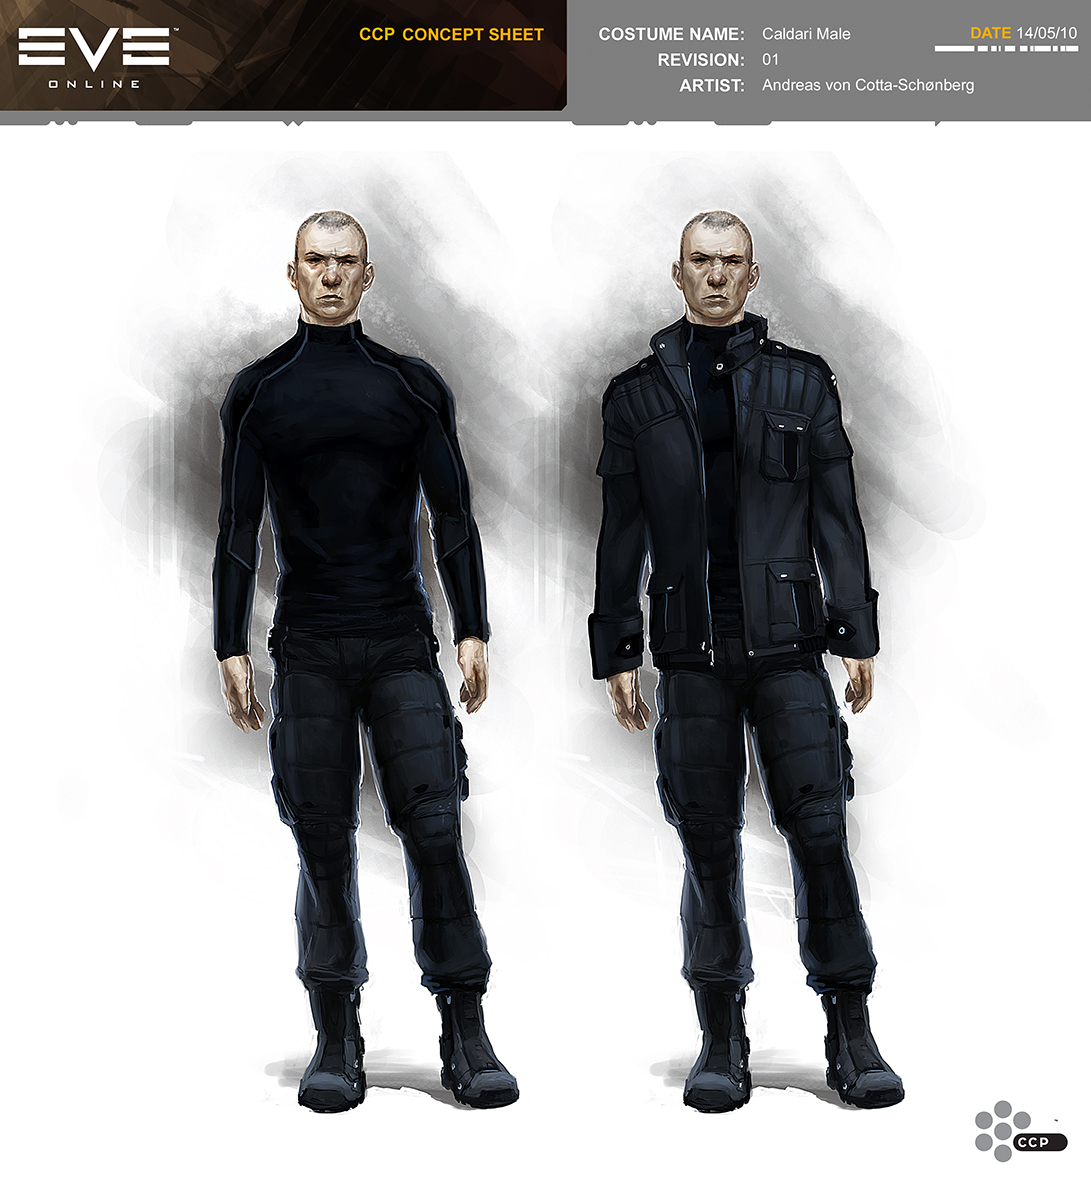 EVE™
ONLINE
CCP CONCEPT SHEET
COSTUME NAME: Caldari Male
REVISION: 01
ARTIST: Andreas von Cotta-Schønberg
DATE 14/05/10
CCP